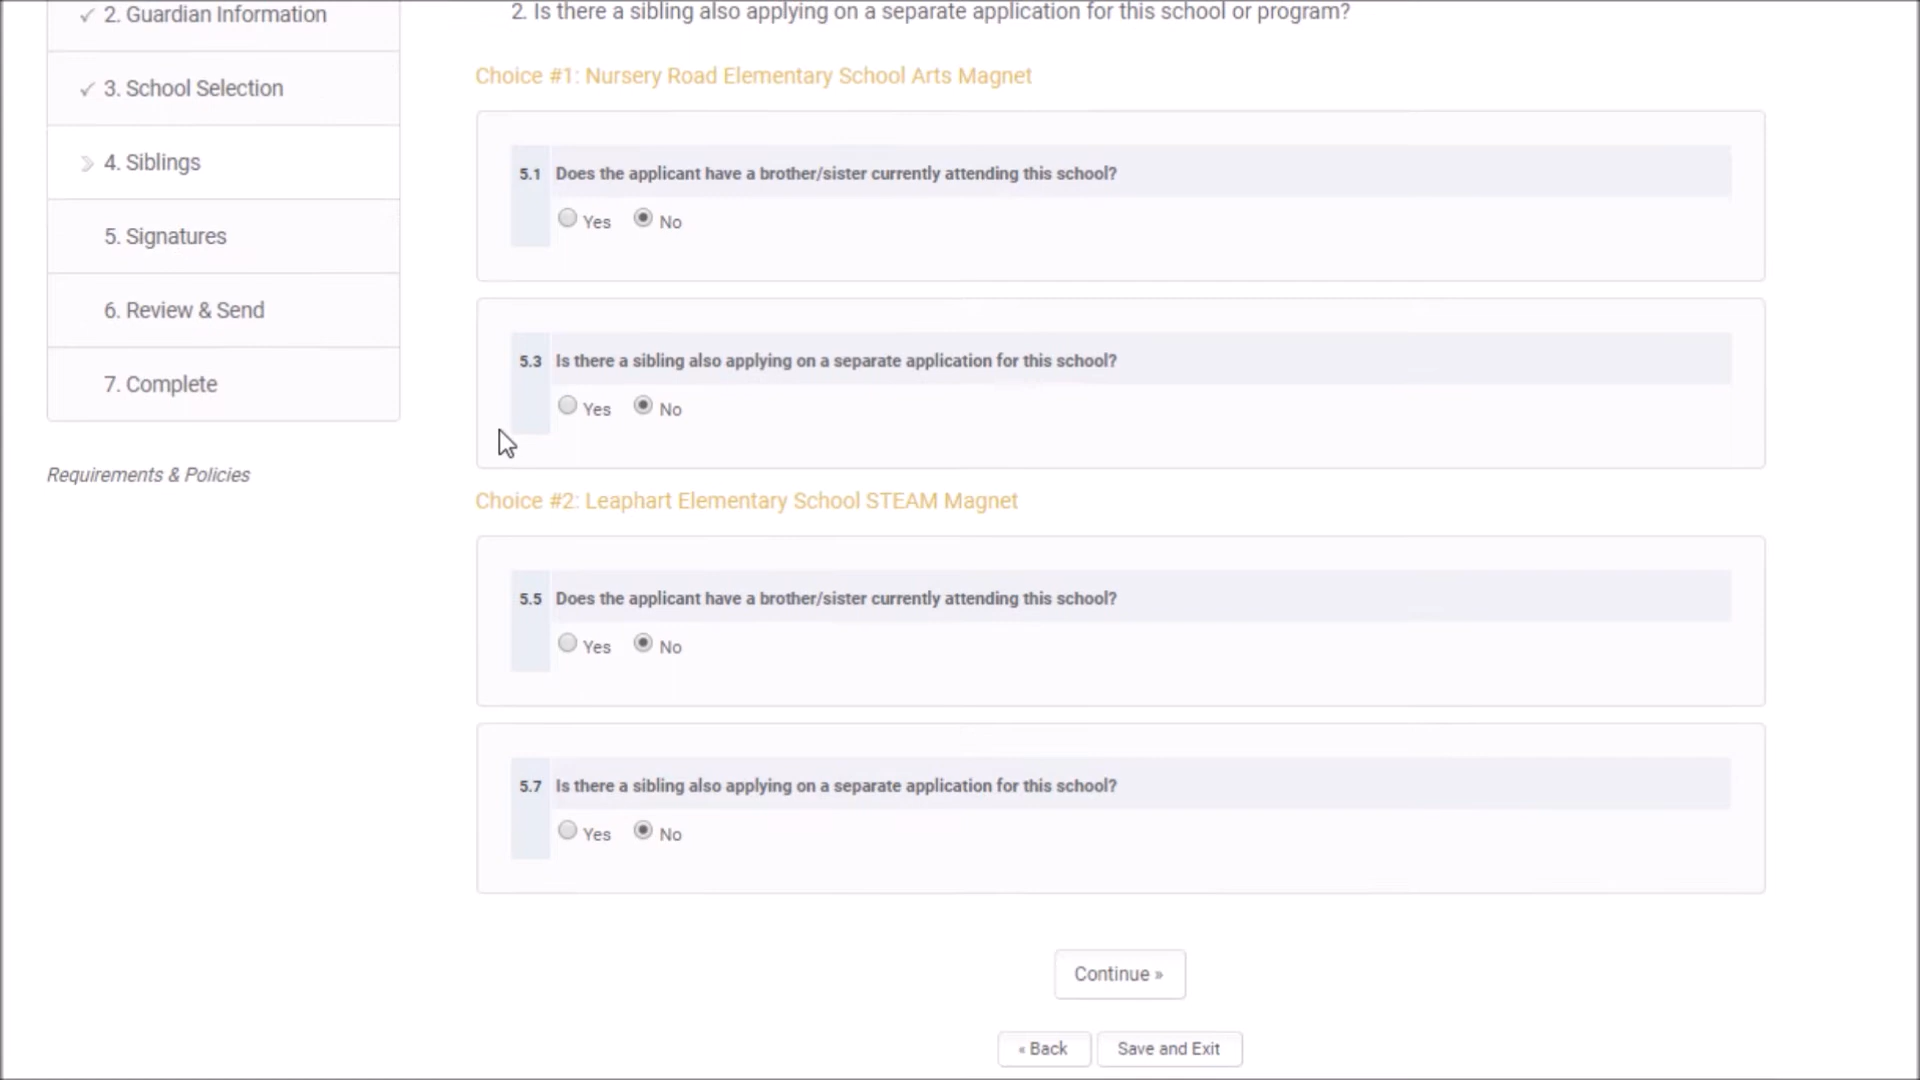 2. Guardian Information
3. School Selection
4. Siblings
5. Signatures
6. Review & Send
7. Complete
Requirements & Policies
2. Is there a sibling also applying on a separate application for this school or program?
Choice #1: Nursery Road Elementary School Arts Magnet
5.1 Does the applicant have a brother/sister currently attending this school?
Yes No
5.3 Is there a sibling also applying on a separate application for this school?
Yes No
Choice #2: Leaphart Elementary School STEAM Magnet
5.5 Does the applicant have a brother/sister currently attending this school?
Yes No
5.7 Is there a sibling also applying on a separate application for this school?
Yes No
Continue »
« Back Save and Exit